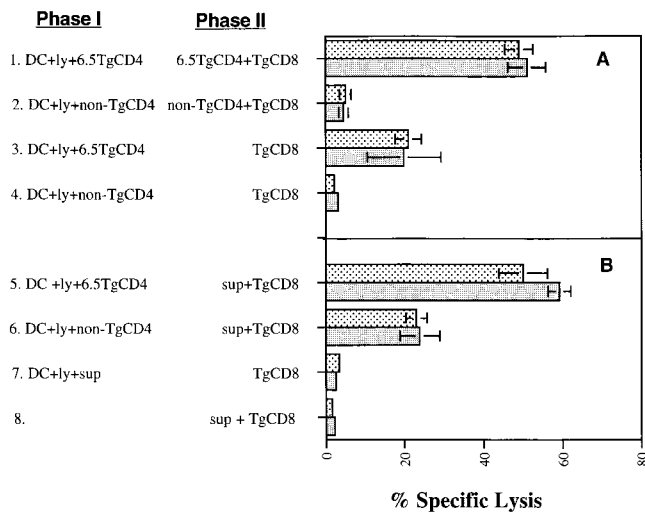 Phase I Phase II
A
1. DC+ly+6.5TgCD4 6.5TgCD4+TgCD8
2. DC+ly+non-TgCD4 non-TgCD4+TgCD8
3. DC+ly+6.5TgCD4 TgCD8
4. DC+ly+non-TgCD4 TgCD8
B
5. DC +ly+6.5TgCD4 sup+TgCD8
6. DC+ly+non-TgCD4 sup+TgCD8
7. DC+ly+sup TgCD8
8. sup + TgCD8
0 20 40 60 80
% Specific Lysis